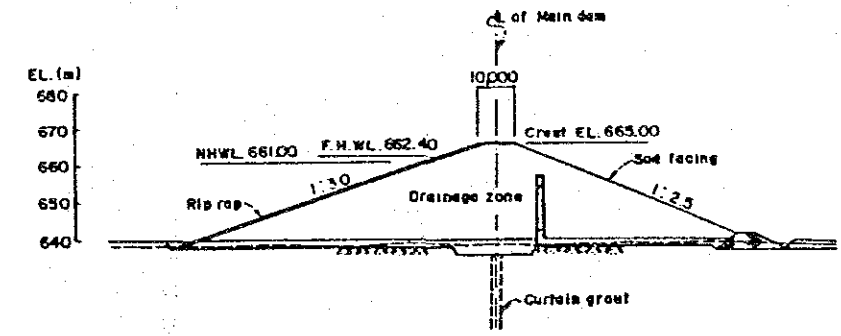 ℄ of Main dam
EL. (m)
10,000
680
670
660
650
640
NHWL 661.00
F.H.WL. 662.40
Crest EL. 665.00
Soil facing
1:3.0
1:2.5
Rip rap
Drainage zone
Curtain grout